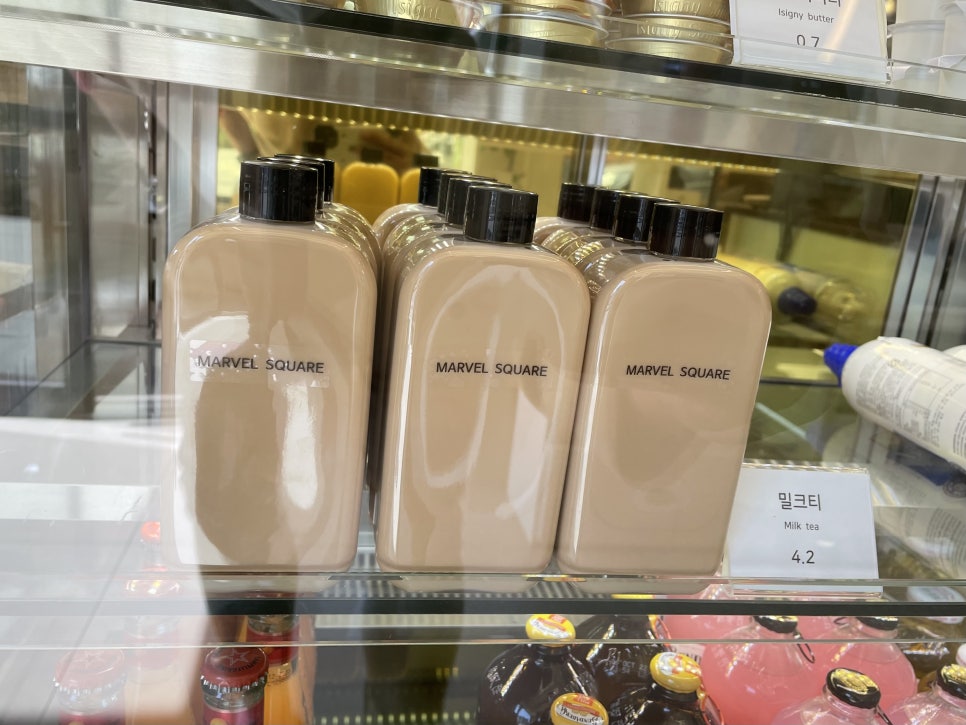 Isigny butter
0.7
MARVEL SQUARE
MARVEL SQUARE
MARVEL SQUARE
밀크티
Milk tea
4.2